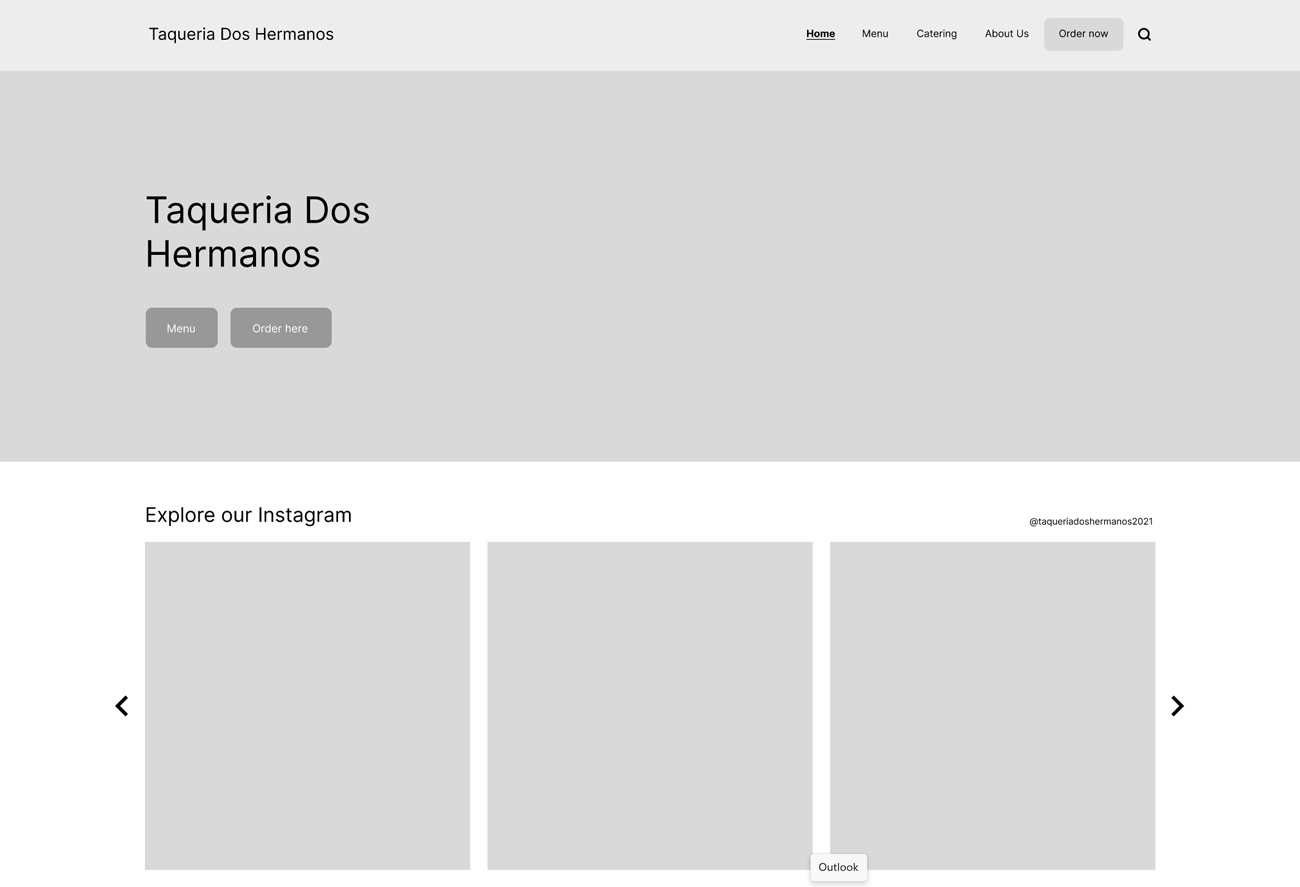 Taqueria Dos Hermanos
Home Menu Catering About Us Order now
Taqueria Dos
Hermanos
Menu Order here
Explore our Instagram
@taqueriadoshermanos2021
Outlook